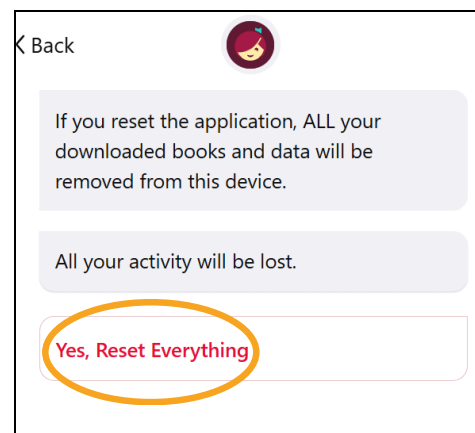 Back
If you reset the application, ALL your
downloaded books and data will be
removed from this device.
All your activity will be lost.
Yes, Reset Everything